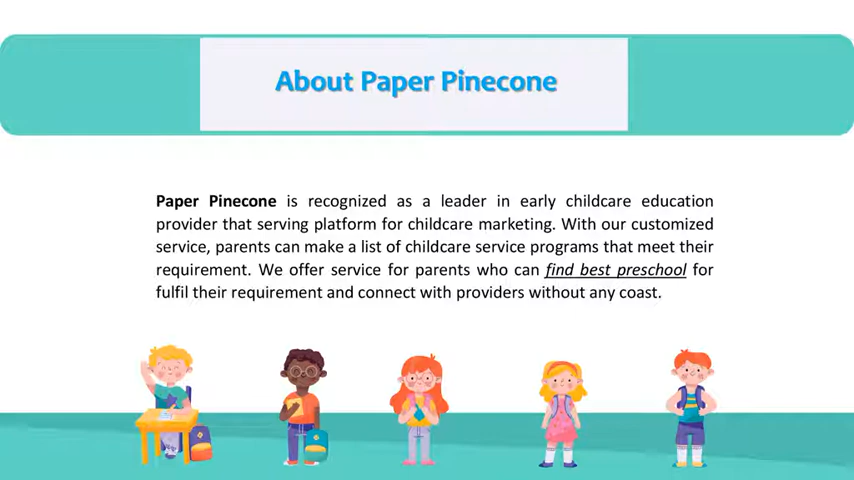 About Paper Pinecone
Paper Pinecone is recognized as a leader in early childcare education
provider that serving platform for childcare marketing. With our customized
service, parents can make a list of childcare service programs that meet their
requirement. We offer service for parents who can find best preschool for
fulfil their requirement and connect with providers without any coast.